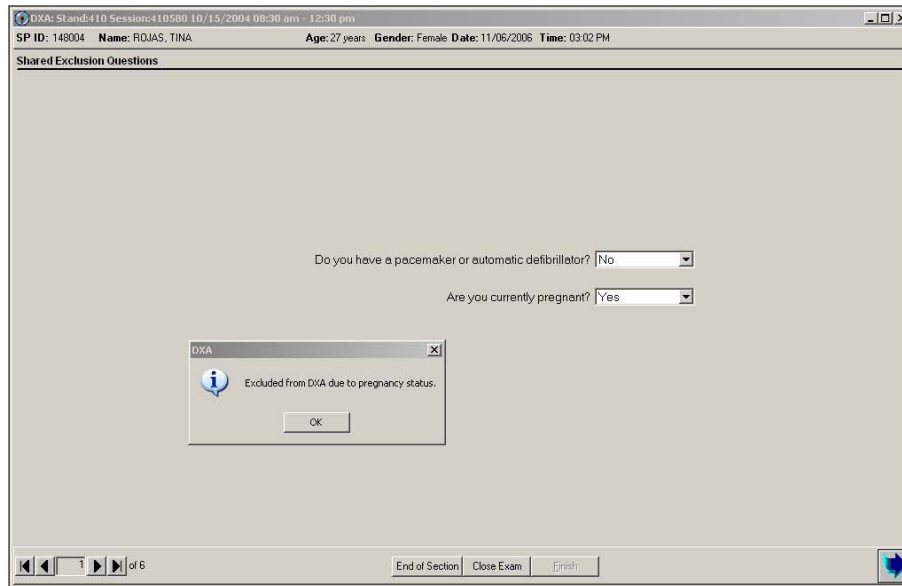 DXA: Stand:410 Session:410580 10/15/2004 08:30 am - 12:30 pm
SP ID: 148004 Name: ROJAS, TINA Age: 27 years Gender: Female Date: 11/06/2006 Time: 03:02 PM
Shared Exclusion Questions
Do you have a pacemaker or automatic defibrillator? No
Are you currently pregnant? Yes
DXA
Excluded from DXA due to pregnancy status.
OK
1 of 6 End of Section Close Exam Finish